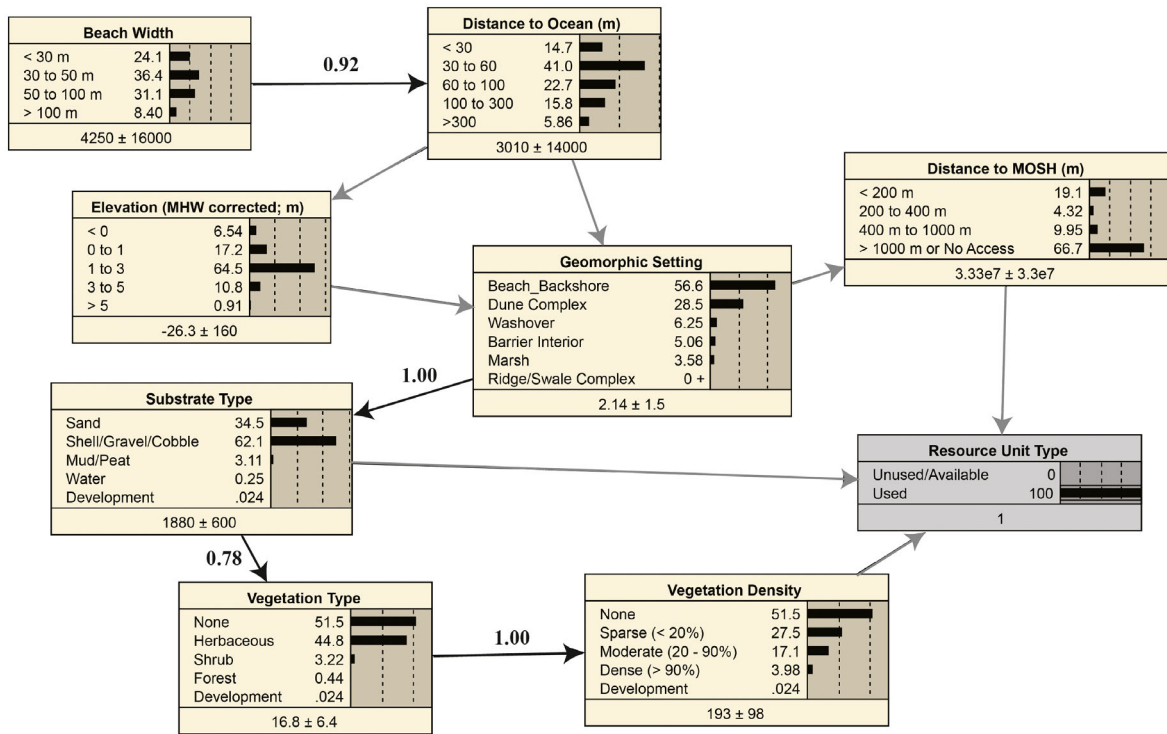 Beach Width
< 30 m 24.1
30 to 50 m 36.4
50 to 100 m 31.1
> 100 m 8.40
4250 ± 16000
0.92
Distance to Ocean (m)
< 30 14.7
30 to 60 41.0
60 to 100 22.7
100 to 300 15.8
>300 5.86
3010 ± 14000
Distance to MOSH (m)
< 200 m 19.1
200 to 400 m 4.32
400 m to 1000 m 9.95
> 1000 m or No Access 66.7
3.33e7 ± 3.3e7
Elevation (MHW corrected; m)
< 0 6.54
0 to 1 17.2
1 to 3 64.5
3 to 5 10.8
> 5 0.91
-26.3 ± 160
Geomorphic Setting
Beach_Backshore 56.6
Dune Complex 28.5
Washover 6.25
Barrier Interior 5.06
Marsh 3.58
Ridge/Swale Complex 0 +
2.14 ± 1.5
1.00
Substrate Type
Sand 34.5
Shell/Gravel/Cobble 62.1
Mud/Peat 3.11
Water 0.25
Development .024
1880 ± 600
Resource Unit Type
Unused/Available 0
Used 100
1
0.78
Vegetation Type
None 51.5
Herbaceous 44.8
Shrub 3.22
Forest 0.44
Development .024
16.8 ± 6.4
1.00
Vegetation Density
None 51.5
Sparse (< 20%) 27.5
Moderate (20 - 90%) 17.1
Dense (> 90%) 3.98
Development .024
193 ± 98